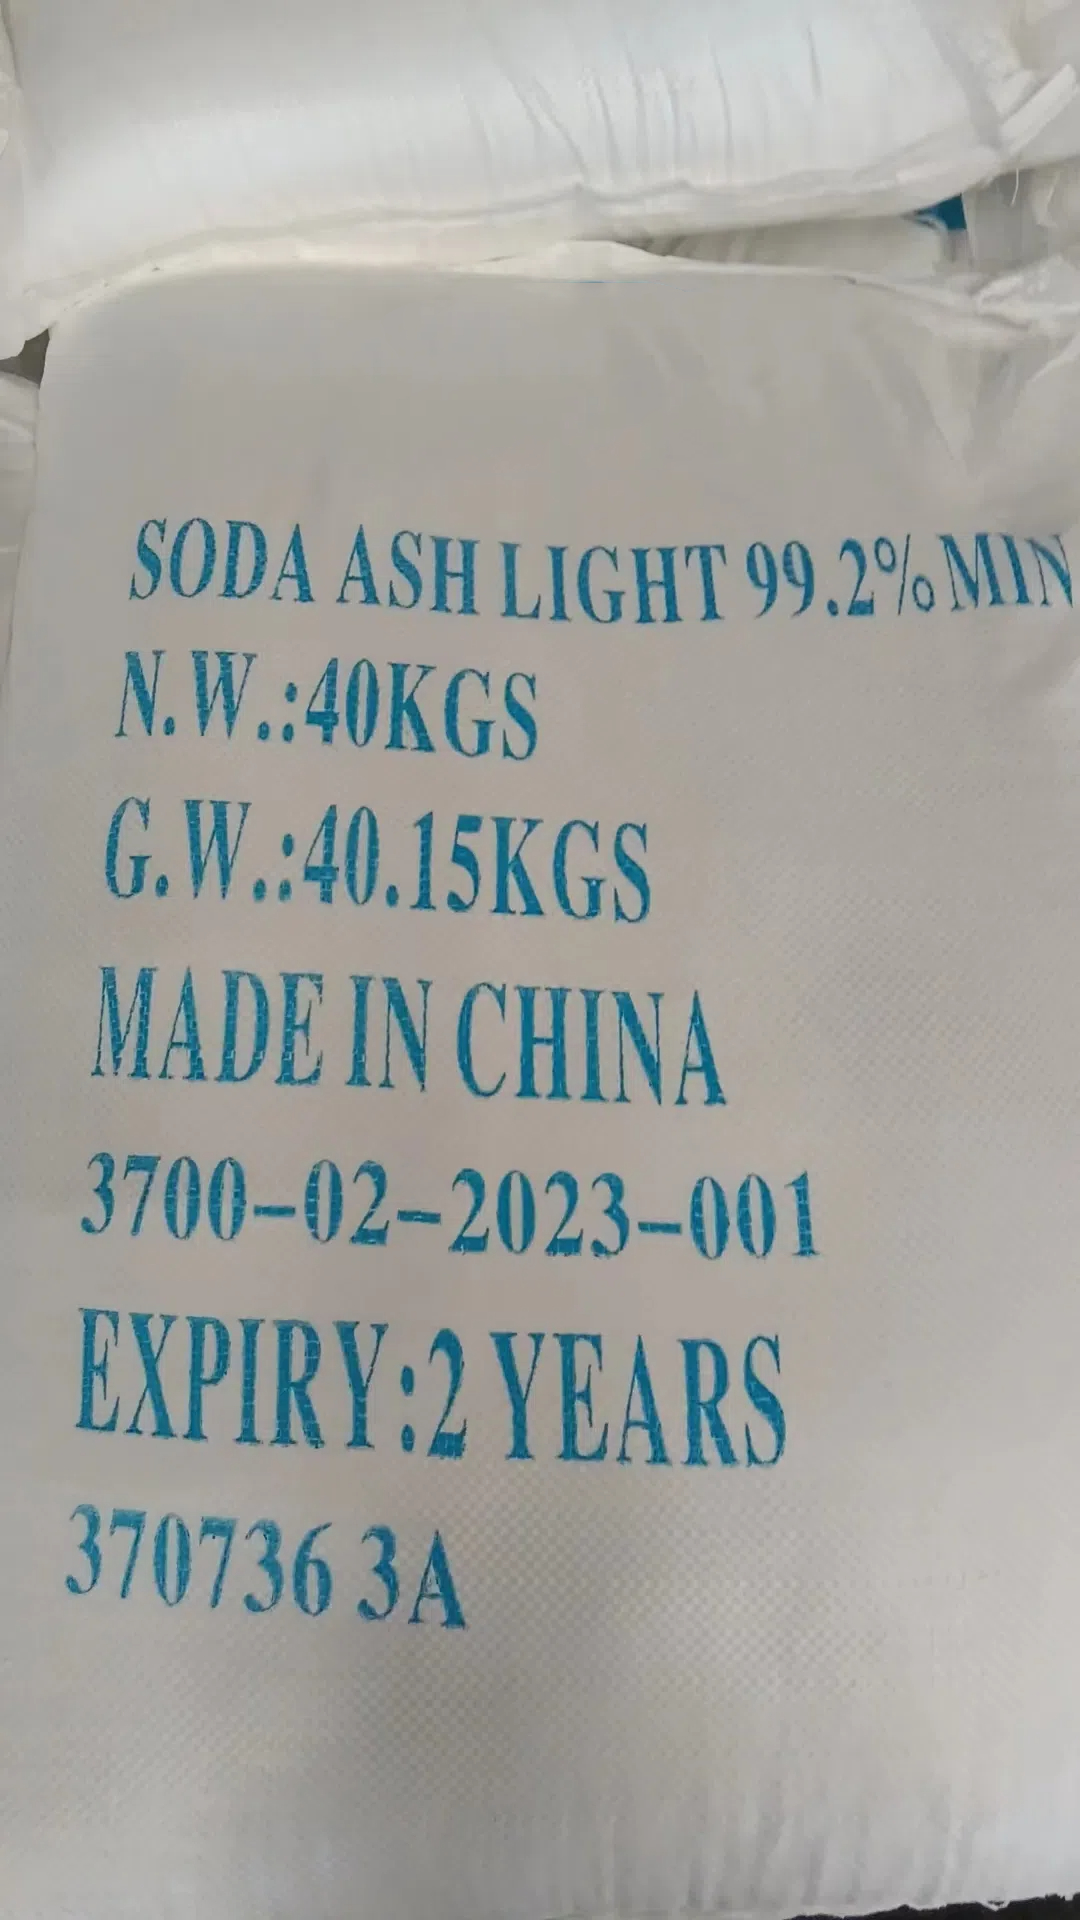 SODA ASH LIGHT 99.2% MIN
N.W.:40KGS
G.W.:40.15KGS
MADE IN CHINA
3700-02-2023-001
EXPIRY:2 YEARS
370736 3A